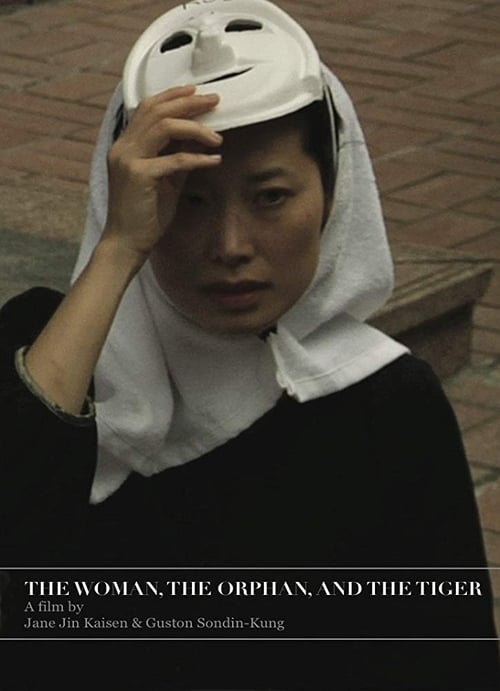 THE WOMAN, THE ORPHAN, AND THE TIGER
A film by
Jane Jin Kaisen & Guston Sondin-Kung